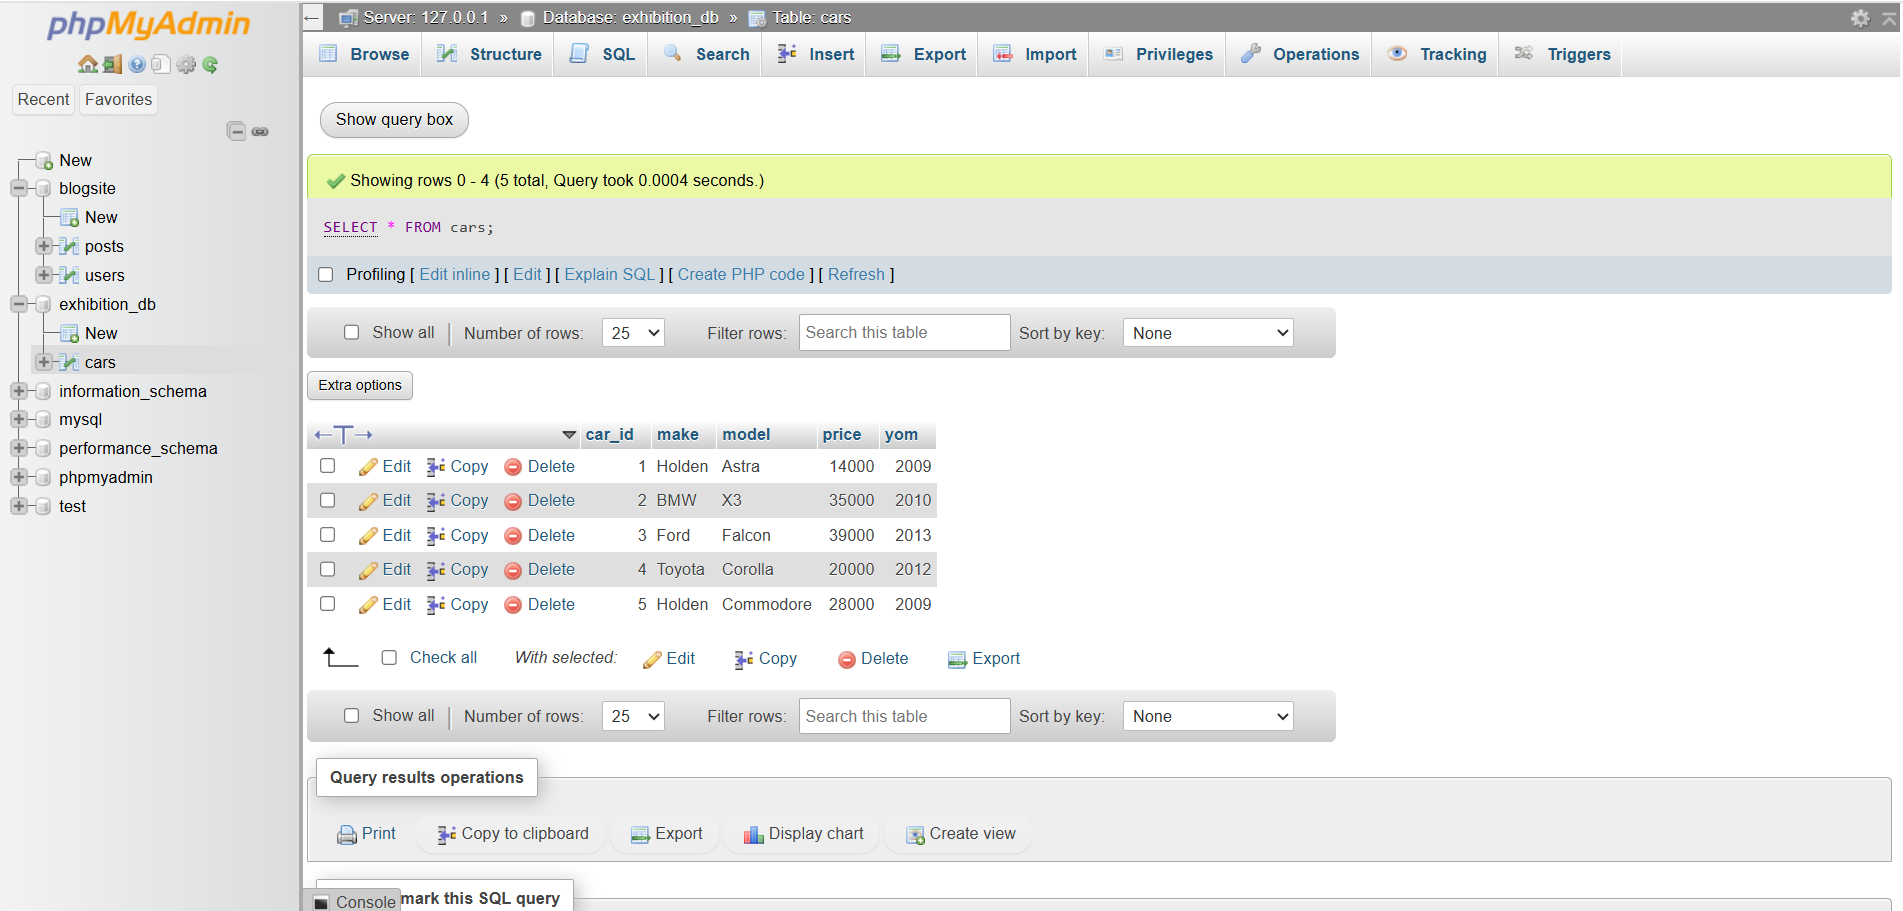 phpMyAdmin
Recent Favorites
New
blogsite
New
posts
users
exhibition_db
New
cars
information_schema
mysql
performance_schema
phpmyadmin
test
Server: 127.0.0.1 » Database: exhibition_db » Table: cars
Browse Structure SQL Search Insert Export Import Privileges Operations Tracking Triggers
Show query box
Showing rows 0 - 4 (5 total, Query took 0.0004 seconds.)
SELECT * FROM cars;
Profiling [ Edit inline ] [ Edit ] [ Explain SQL ] [ Create PHP code ] [ Refresh ]
Show all Number of rows: 25 Filter rows: Search this table Sort by key: None
Extra options
car_id make model price yom
Edit Copy Delete 1 Holden Astra 14000 2009
Edit Copy Delete 2 BMW X3 35000 2010
Edit Copy Delete 3 Ford Falcon 39000 2013
Edit Copy Delete 4 Toyota Corolla 20000 2012
Edit Copy Delete 5 Holden Commodore 28000 2009
Check all With selected: Edit Copy Delete Export
Show all Number of rows: 25 Filter rows: Search this table Sort by key: None
Query results operations
Print Copy to clipboard Export Display chart Create view
Console mark this SQL query